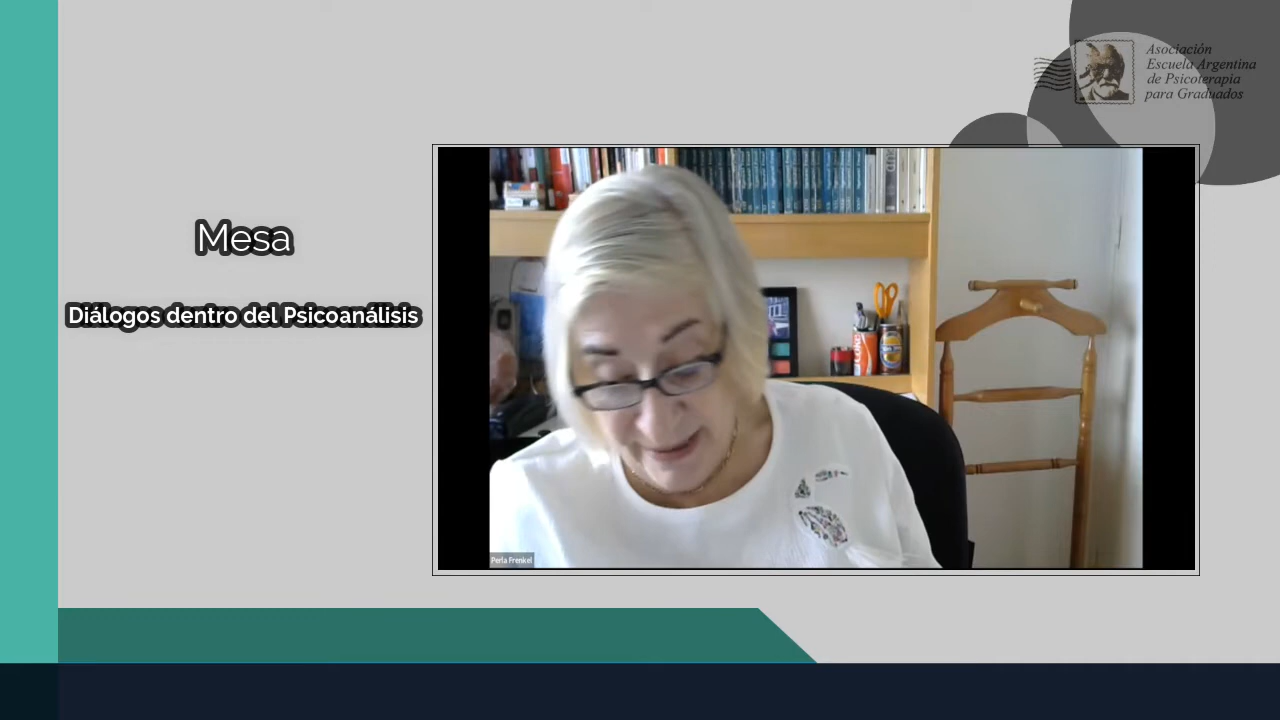 Asociación
Escuela Argentina
de Psicoterapia
para Graduados
Mesa
Diálogos dentro del Psicoanálisis
Perla Frenkel